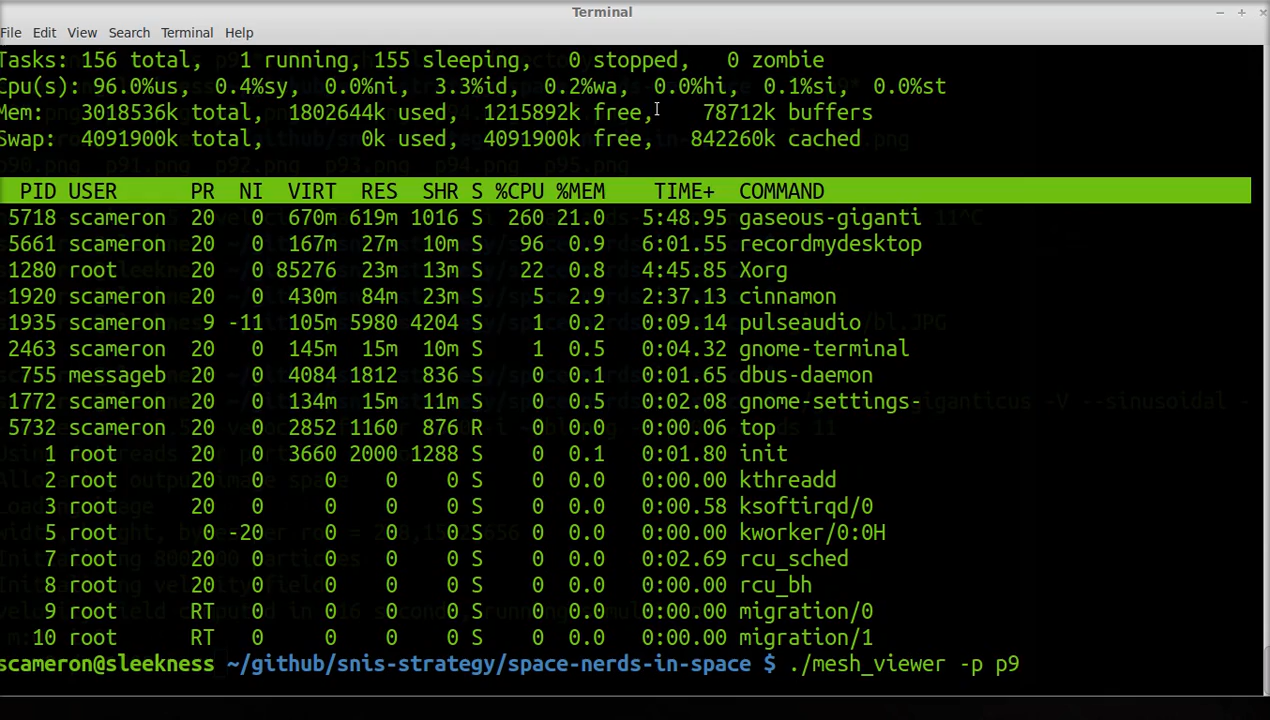 Terminal
File Edit View Search Terminal Help
Tasks: 156 total, 1 running, 155 sleeping, 0 stopped, 0 zombie
Cpu(s): 96.0%us, 0.4%sy, 0.0%ni, 3.3%id, 0.2%wa, 0.0%hi, 0.1%si, 0.0%st
Mem: 3018536k total, 1802644k used, 1215892k free, 78712k buffers
Swap: 4091900k total, 0k used, 4091900k free, 842260k cached
PID USER PR NI VIRT RES SHR S %CPU %MEM TIME+ COMMAND
5718 scameron 20 0 670m 619m 1016 S 260 21.0 5:48.95 gaseous-giganti
5661 scameron 20 0 167m 27m 10m S 96 0.9 6:01.55 recordmydesktop
1280 root 20 0 85276 23m 13m S 22 0.8 4:45.85 Xorg
1920 scameron 20 0 430m 84m 23m S 5 2.9 2:37.13 cinnamon
1935 scameron 9 -11 105m 5980 4204 S 1 0.2 0:09.14 pulseaudio
2463 scameron 20 0 145m 15m 10m S 1 0.5 0:04.32 gnome-terminal
755 messageb 20 0 4084 1812 836 S 0 0.1 0:01.65 dbus-daemon
1772 scameron 20 0 134m 15m 11m S 0 0.5 0:02.08 gnome-settings-
5732 scameron 20 0 2852 1160 876 R 0 0.0 0:00.06 top
1 root 20 0 3660 2000 1288 S 0 0.1 0:01.80 init
2 root 20 0 0 0 0 S 0 0.0 0:00.00 kthreadd
3 root 20 0 0 0 0 S 0 0.0 0:00.58 ksoftirqd/0
5 root 0 -20 0 0 0 S 0 0.0 0:00.00 kworker/0:0H
7 root 20 0 0 0 0 S 0 0.0 0:02.69 rcu_sched
8 root 20 0 0 0 0 S 0 0.0 0:00.00 rcu_bh
9 root RT 0 0 0 0 S 0 0.0 0:00.00 migration/0
10 root RT 0 0 0 0 S 0 0.0 0:00.00 migration/1
scameron@sleekness ~/github/snis-strategy/space-nerds-in-space $ ./mesh_viewer -p p9